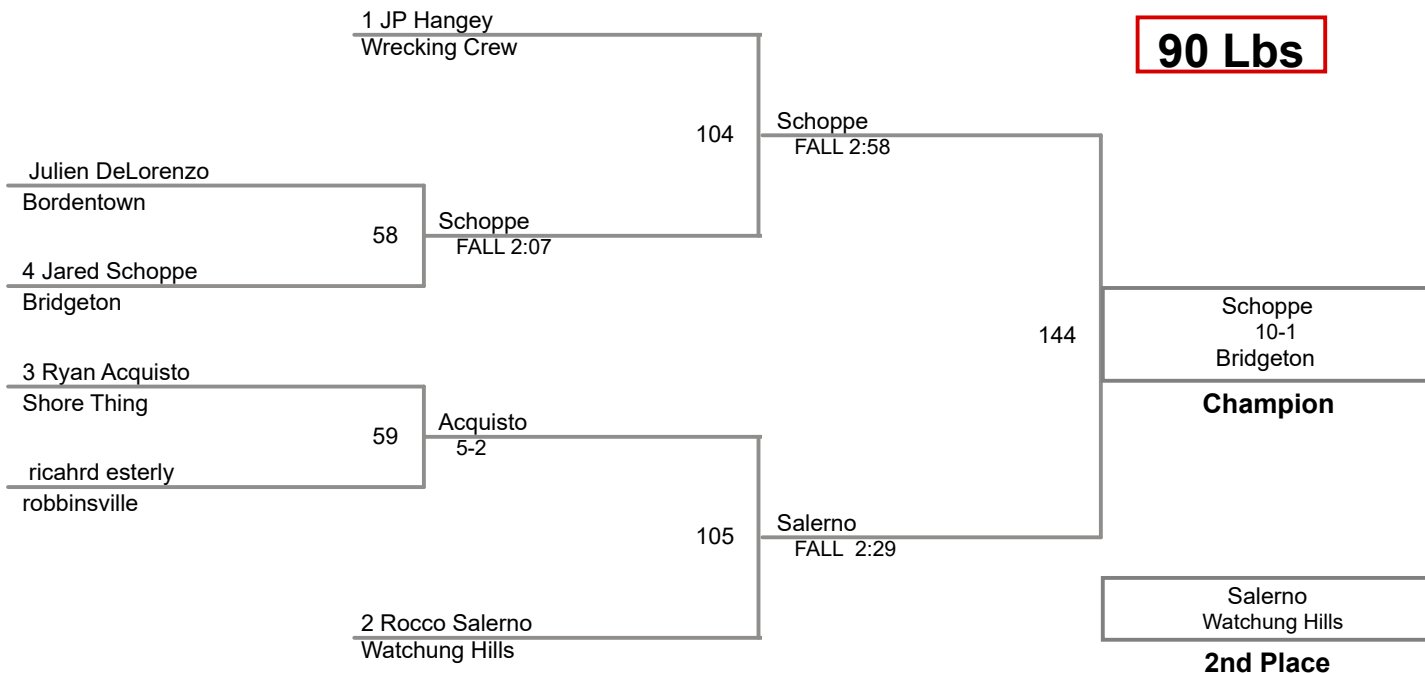 1 JP Hangey
Wrecking Crew
90 Lbs
104
Schoppe
FALL 2:58
Julien DeLorenzo
Bordentown
58
Schoppe
FALL 2:07
4 Jared Schoppe
Bridgeton
144
Schoppe
10-1
Bridgeton
Champion
3 Ryan Acquisto
Shore Thing
59
Acquisto
5-2
ricahrd esterly
robbinsville
105
Salerno
FALL 2:29
2 Rocco Salerno
Watchung Hills
Salerno
Watchung Hills
2nd Place